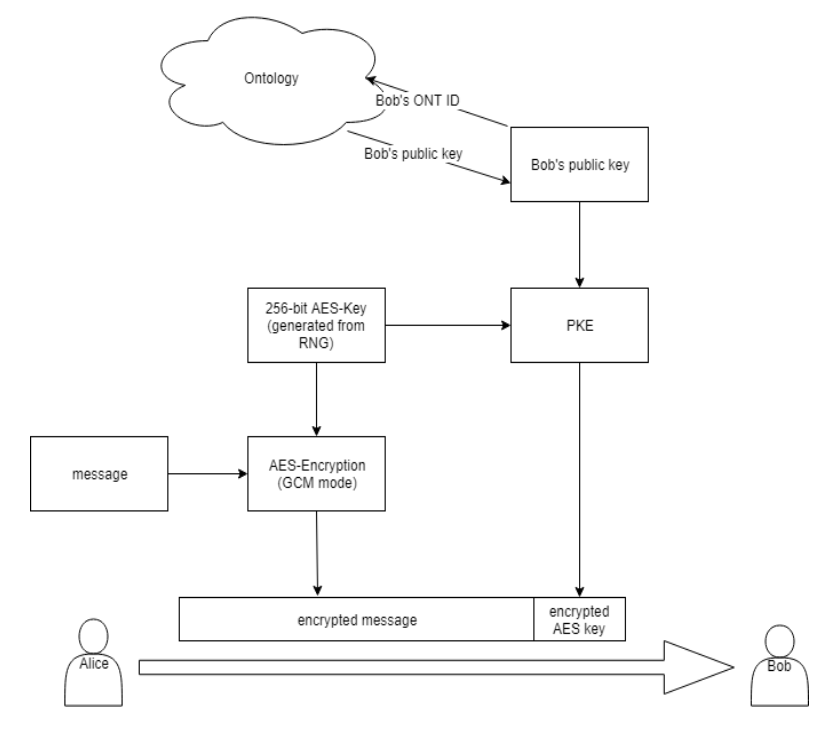 Ontology
Bob's ONT ID
Bob's public key
Bob's public key
256-bit AES-Key
(generated from
RNG)
PKE
message
AES-Encryption
(GCM mode)
encrypted message
encrypted
AES key
Alice
Bob